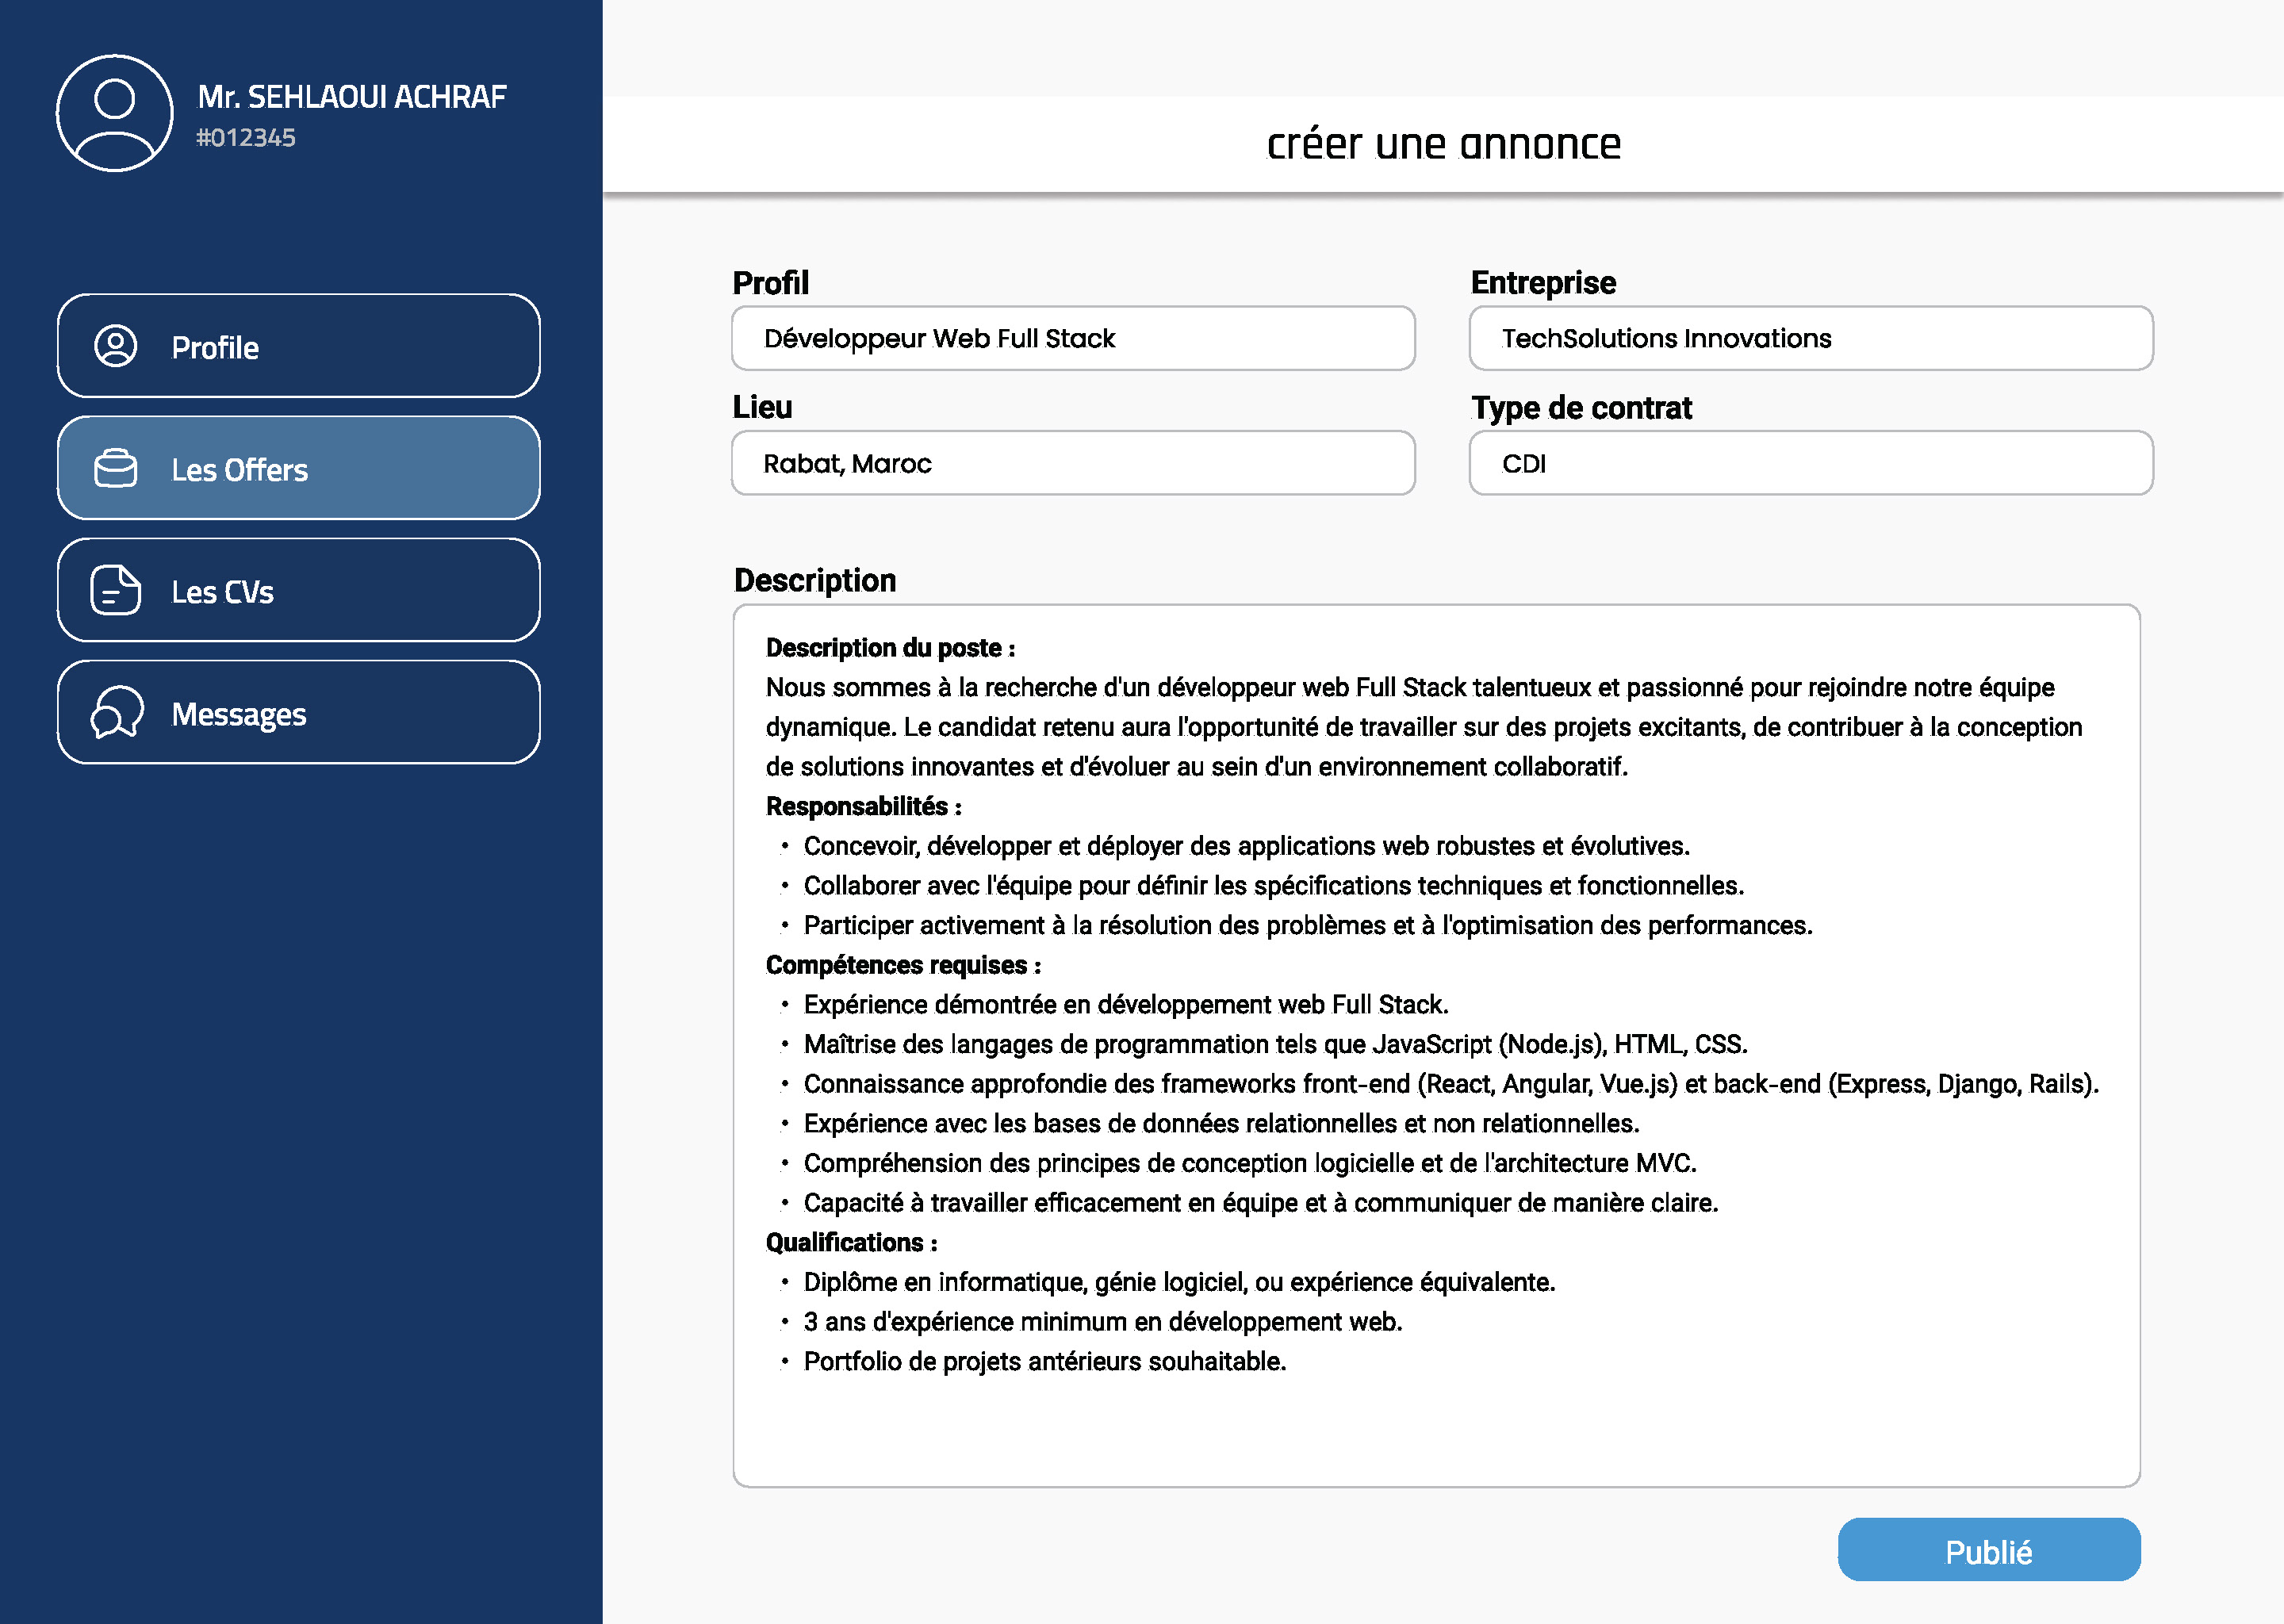 Mr. SEHLAOUI ACHRAF
#012345
Profile
Les Offers
Les CVs
Messages
créer une annonce
Profil
Développeur Web Full Stack
Entreprise
TechSolutions Innovations
Lieu
Rabat, Maroc
Type de contrat
CDI
Description
Description du poste :
Nous sommes à la recherche d'un développeur web Full Stack talentueux et passionné pour rejoindre notre équipe
dynamique. Le candidat retenu aura l'opportunité de travailler sur des projets excitants, de contribuer à la conception
de solutions innovantes et d'évoluer au sein d'un environnement collaboratif.
Responsabilités :
• Concevoir, développer et déployer des applications web robustes et évolutives.
• Collaborer avec l'équipe pour définir les spécifications techniques et fonctionnelles.
• Participer activement à la résolution des problèmes et à l'optimisation des performances.
Compétences requises :
• Expérience démontrée en développement web Full Stack.
• Maîtrise des langages de programmation tels que JavaScript (Node.js), HTML, CSS.
• Connaissance approfondie des frameworks front-end (React, Angular, Vue.js) et back-end (Express, Django, Rails).
• Expérience avec les bases de données relationnelles et non relationnelles.
• Compréhension des principes de conception logicielle et de l'architecture MVC.
• Capacité à travailler efficacement en équipe et à communiquer de manière claire.
Qualifications :
• Diplôme en informatique, génie logiciel, ou expérience équivalente.
• 3 ans d'expérience minimum en développement web.
• Portfolio de projets antérieurs souhaitable.
Publié